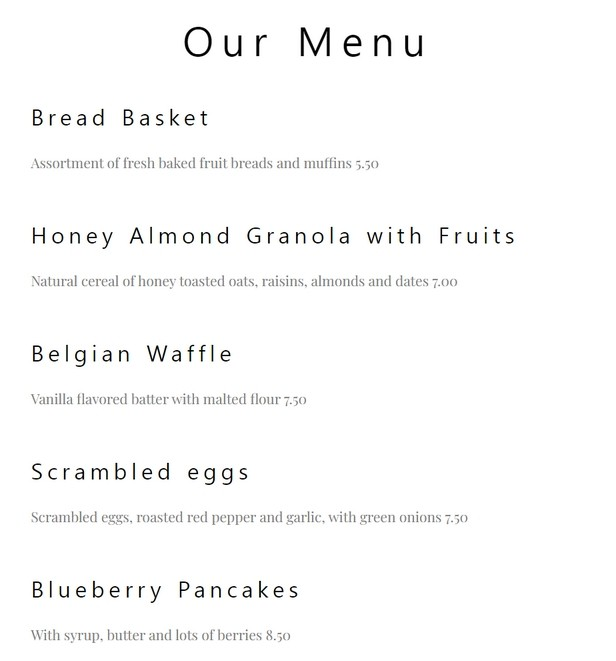 Our Menu
Bread Basket
Assortment of fresh baked fruit breads and muffins 5.50
Honey Almond Granola with Fruits
Natural cereal of honey toasted oats, raisins, almonds and dates 7.00
Belgian Waffle
Vanilla flavored batter with malted flour 7.50
Scrambled eggs
Scrambled eggs, roasted red pepper and garlic, with green onions 7.50
Blueberry Pancakes
With syrup, butter and lots of berries 8.50